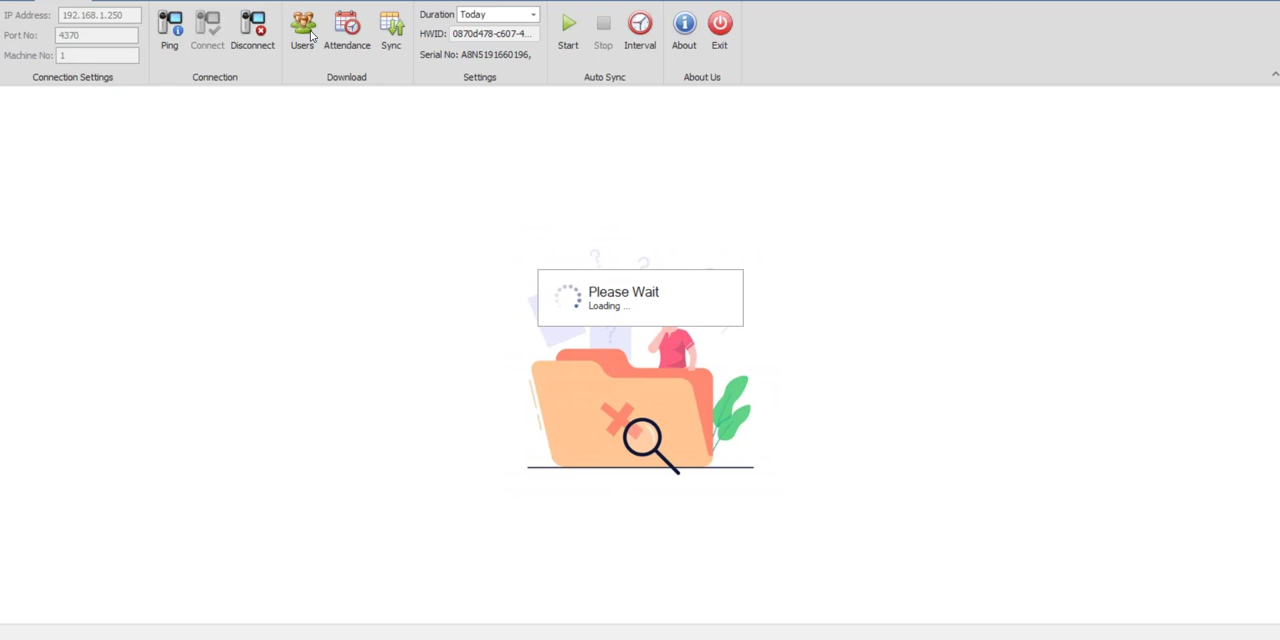 IP Address: 192.168.1.250
Port No: 4370
Machine No: 1
Connection Settings
Ping
Connect
Disconnect
Connection
Users
Attendance
Sync
Download
Duration Today
HWID: 0870d478-c607-4...
Serial No: A8N5191660196,
Settings
Start
Stop
Interval
Auto Sync
About
Exit
About Us
? ?
Please Wait
Loading ...
?